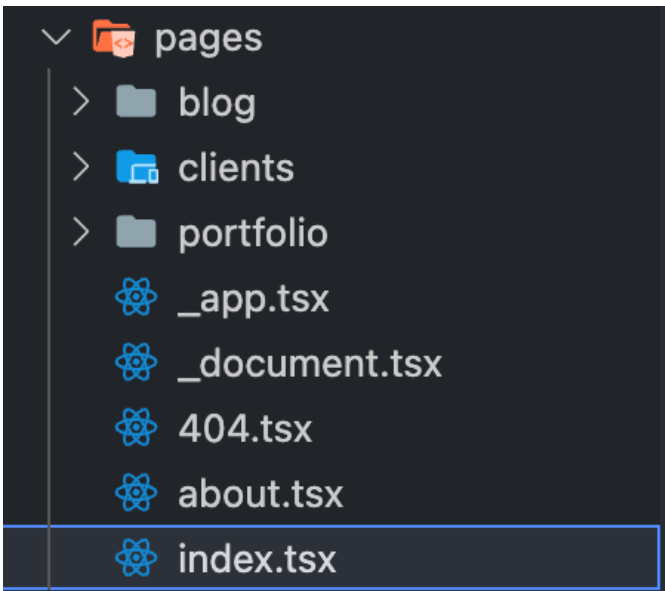 pages
blog
clients
portfolio
_app.tsx
_document.tsx
404.tsx
about.tsx
index.tsx